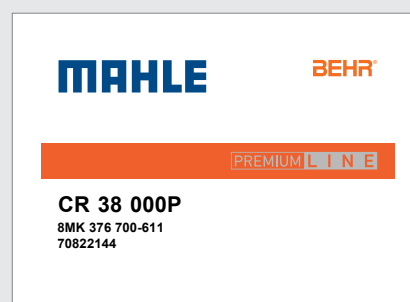 MAHLE
BEHR®
PREMIUM LINE
CR 38 000P
8MK 376 700-611
70822144